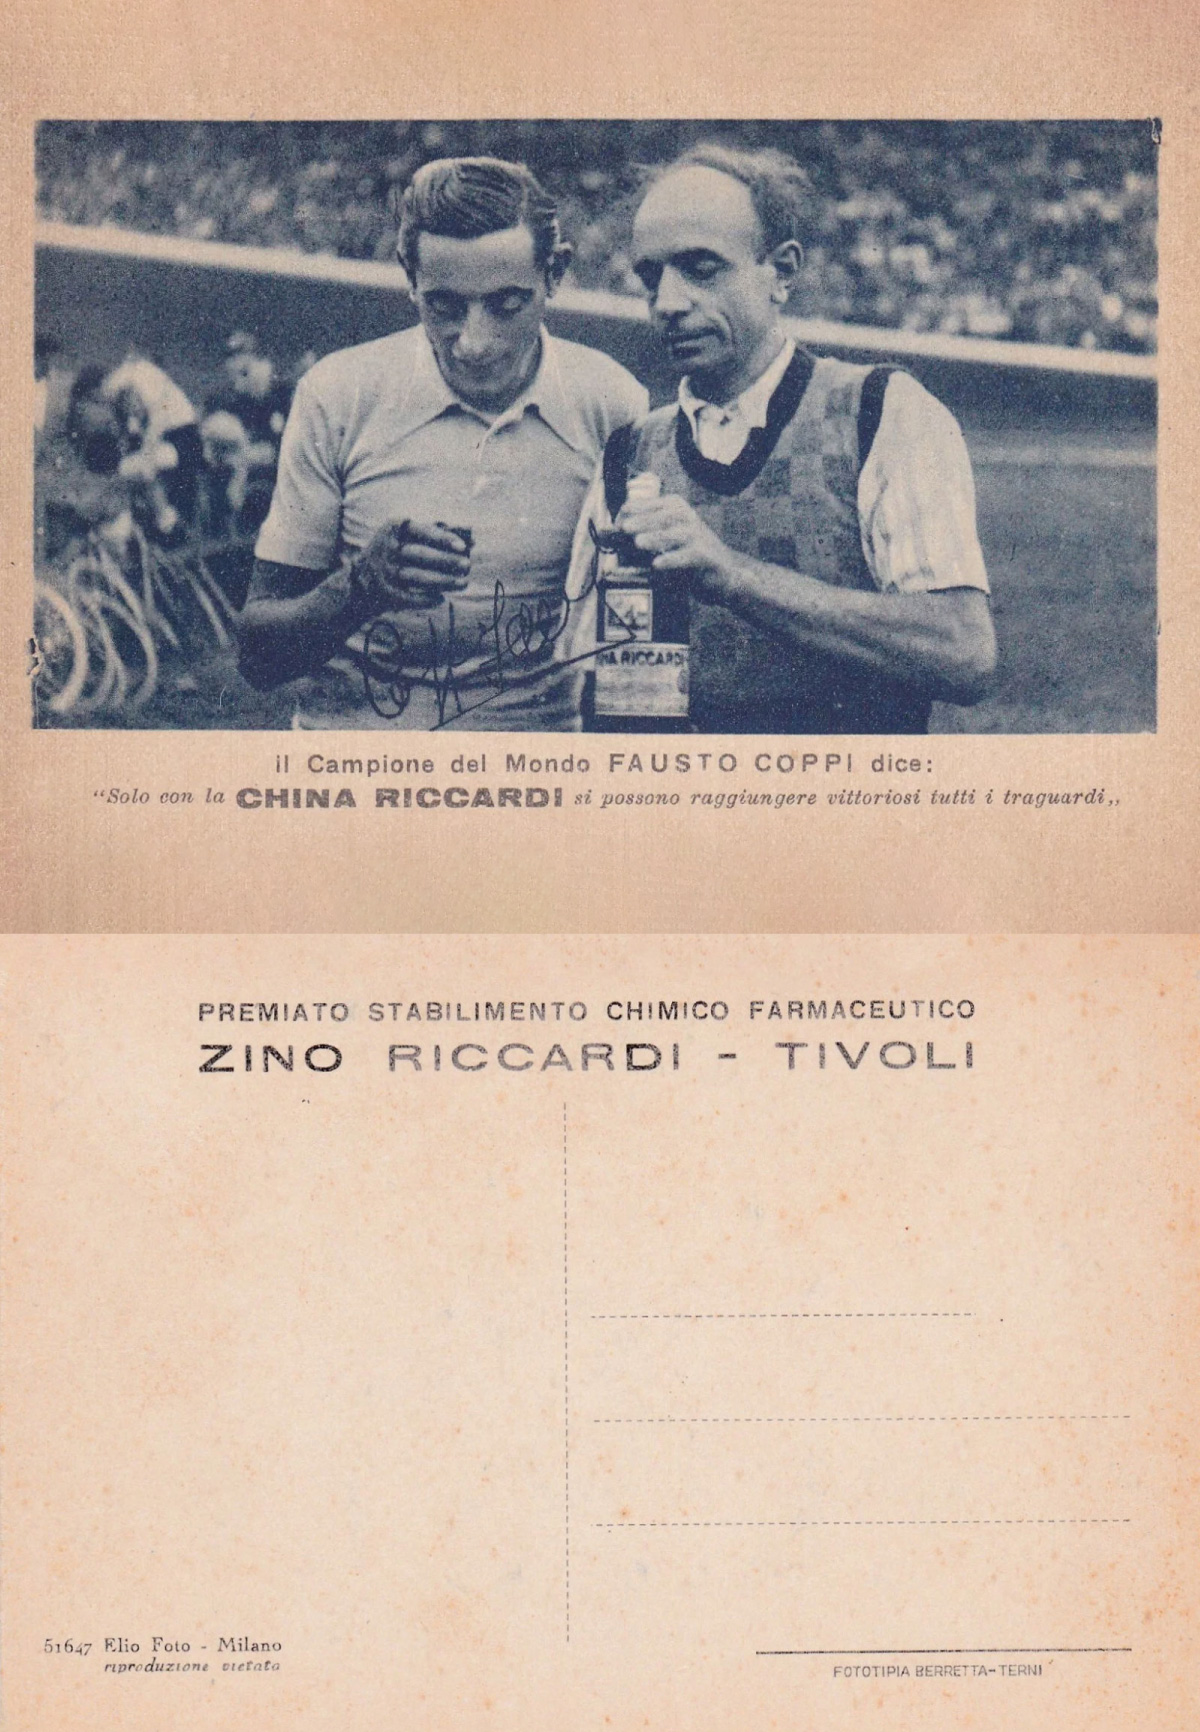 NA RICCARDI
il Campione del Mondo FAUSTO COPPI dice:
“Solo con la CHINA RICCARDI si possono raggiungere vittoriosi tutti i traguardi„
PREMIATO STABILIMENTO CHIMICO FARMACEUTICO
ZINO RICCARDI - TIVOLI
51647 Elio Foto - Milano
riproduzione vietata
FOTOTIPIA BERRETTA-TERNI